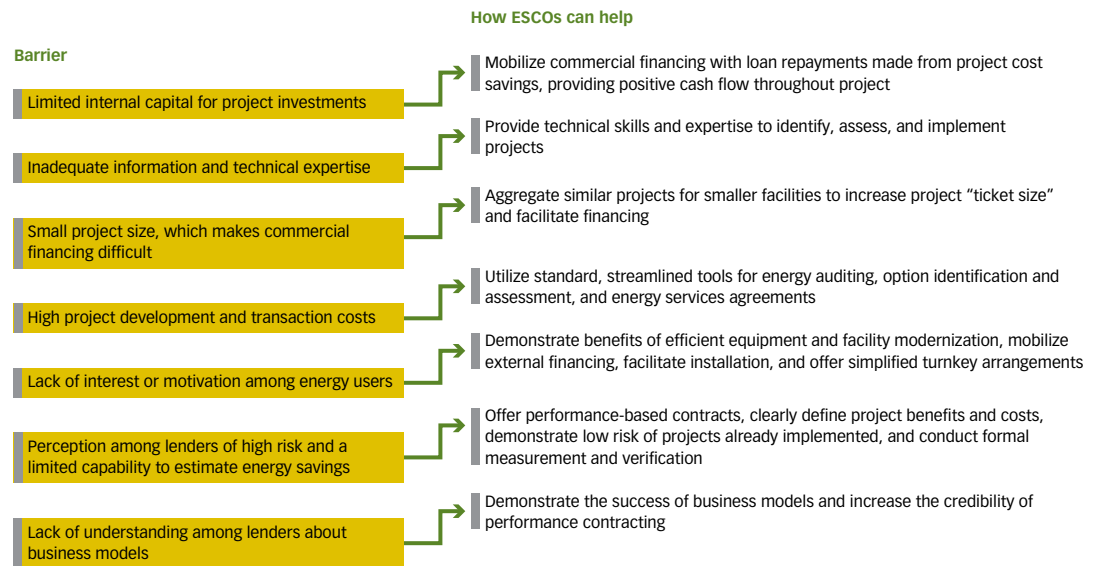 How ESCOs can help
Barrier
Limited internal capital for project investments
Mobilize commercial financing with loan repayments made from project cost
savings, providing positive cash flow throughout project
Inadequate information and technical expertise
Provide technical skills and expertise to identify, assess, and implement
projects
Small project size, which makes commercial
financing difficult
Aggregate similar projects for smaller facilities to increase project “ticket size”
and facilitate financing
High project development and transaction costs
Utilize standard, streamlined tools for energy auditing, option identification and
assessment, and energy services agreements
Lack of interest or motivation among energy users
Demonstrate benefits of efficient equipment and facility modernization, mobilize
external financing, facilitate installation, and offer simplified turnkey arrangements
Perception among lenders of high risk and a
limited capability to estimate energy savings
Offer performance-based contracts, clearly define project benefits and costs,
demonstrate low risk of projects already implemented, and conduct formal
measurement and verification
Lack of understanding among lenders about
business models
Demonstrate the success of business models and increase the credibility of
performance contracting